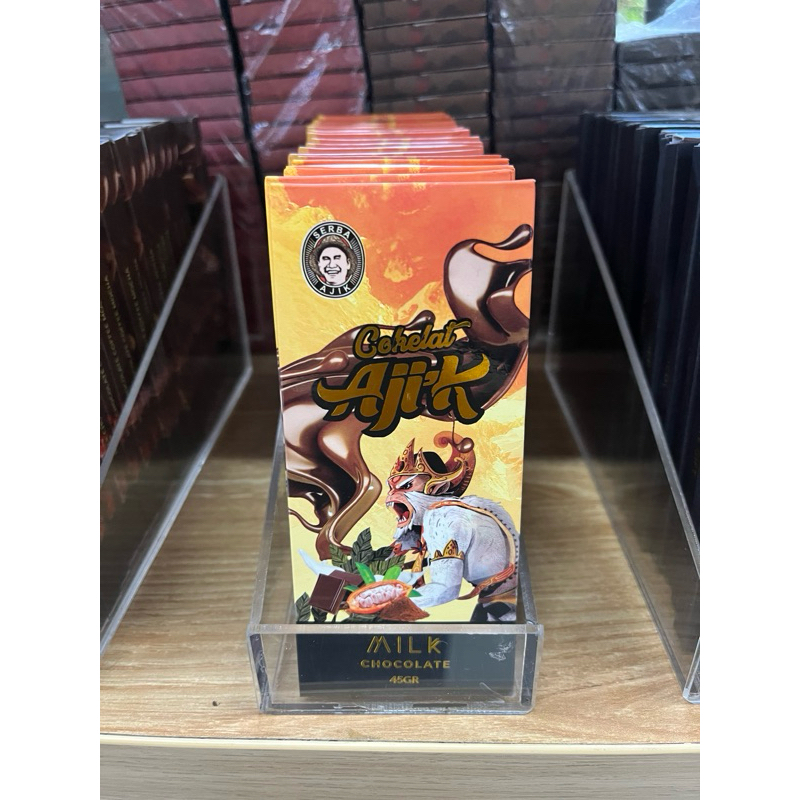 SERBA
AJIK
Cokelat
Aji'k
MILK
CHOCOLATE
45GR